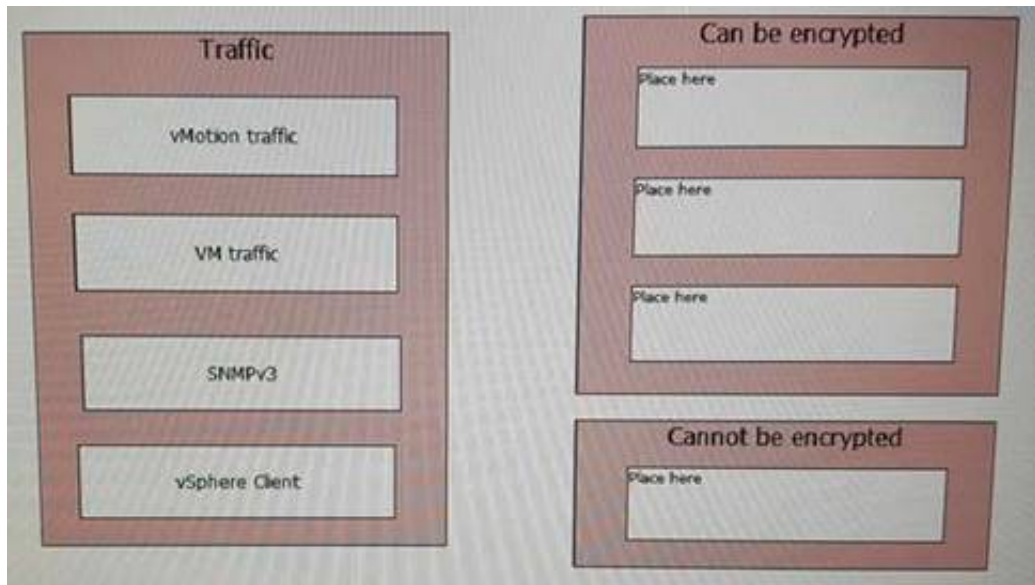 Traffic
vMotion traffic
VM traffic
SNMPv3
vSphere Client
Can be encrypted
Place here
Place here
Place here
Cannot be encrypted
Place here